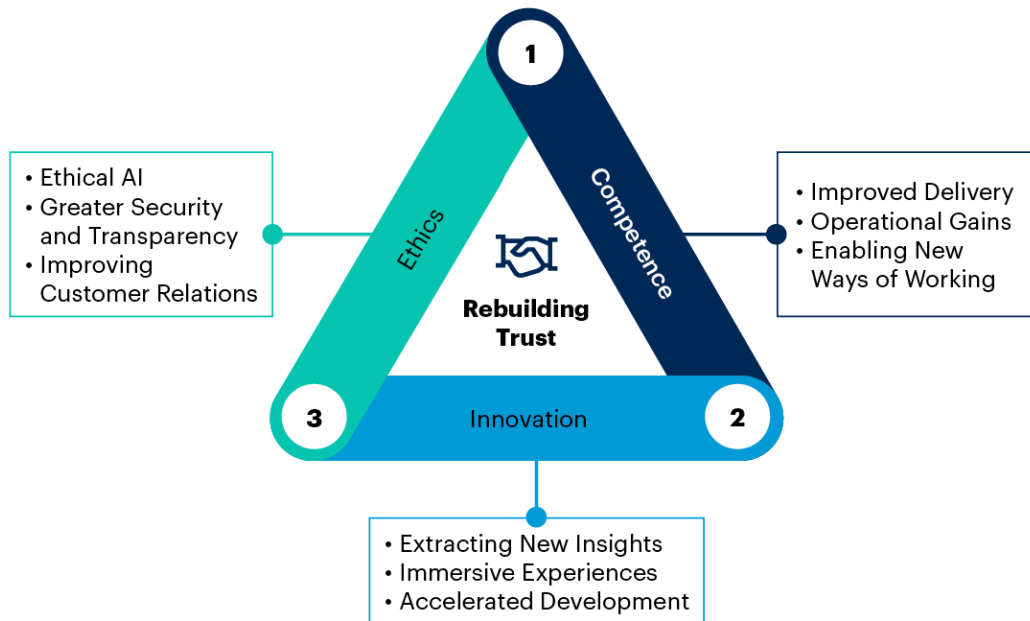 1
Competence
• Improved Delivery
• Operational Gains
• Enabling New
Ways of Working
2
Innovation
• Extracting New Insights
• Immersive Experiences
• Accelerated Development
3
Ethics
• Ethical AI
• Greater Security
and Transparency
• Improving
Customer Relations
Rebuilding
Trust